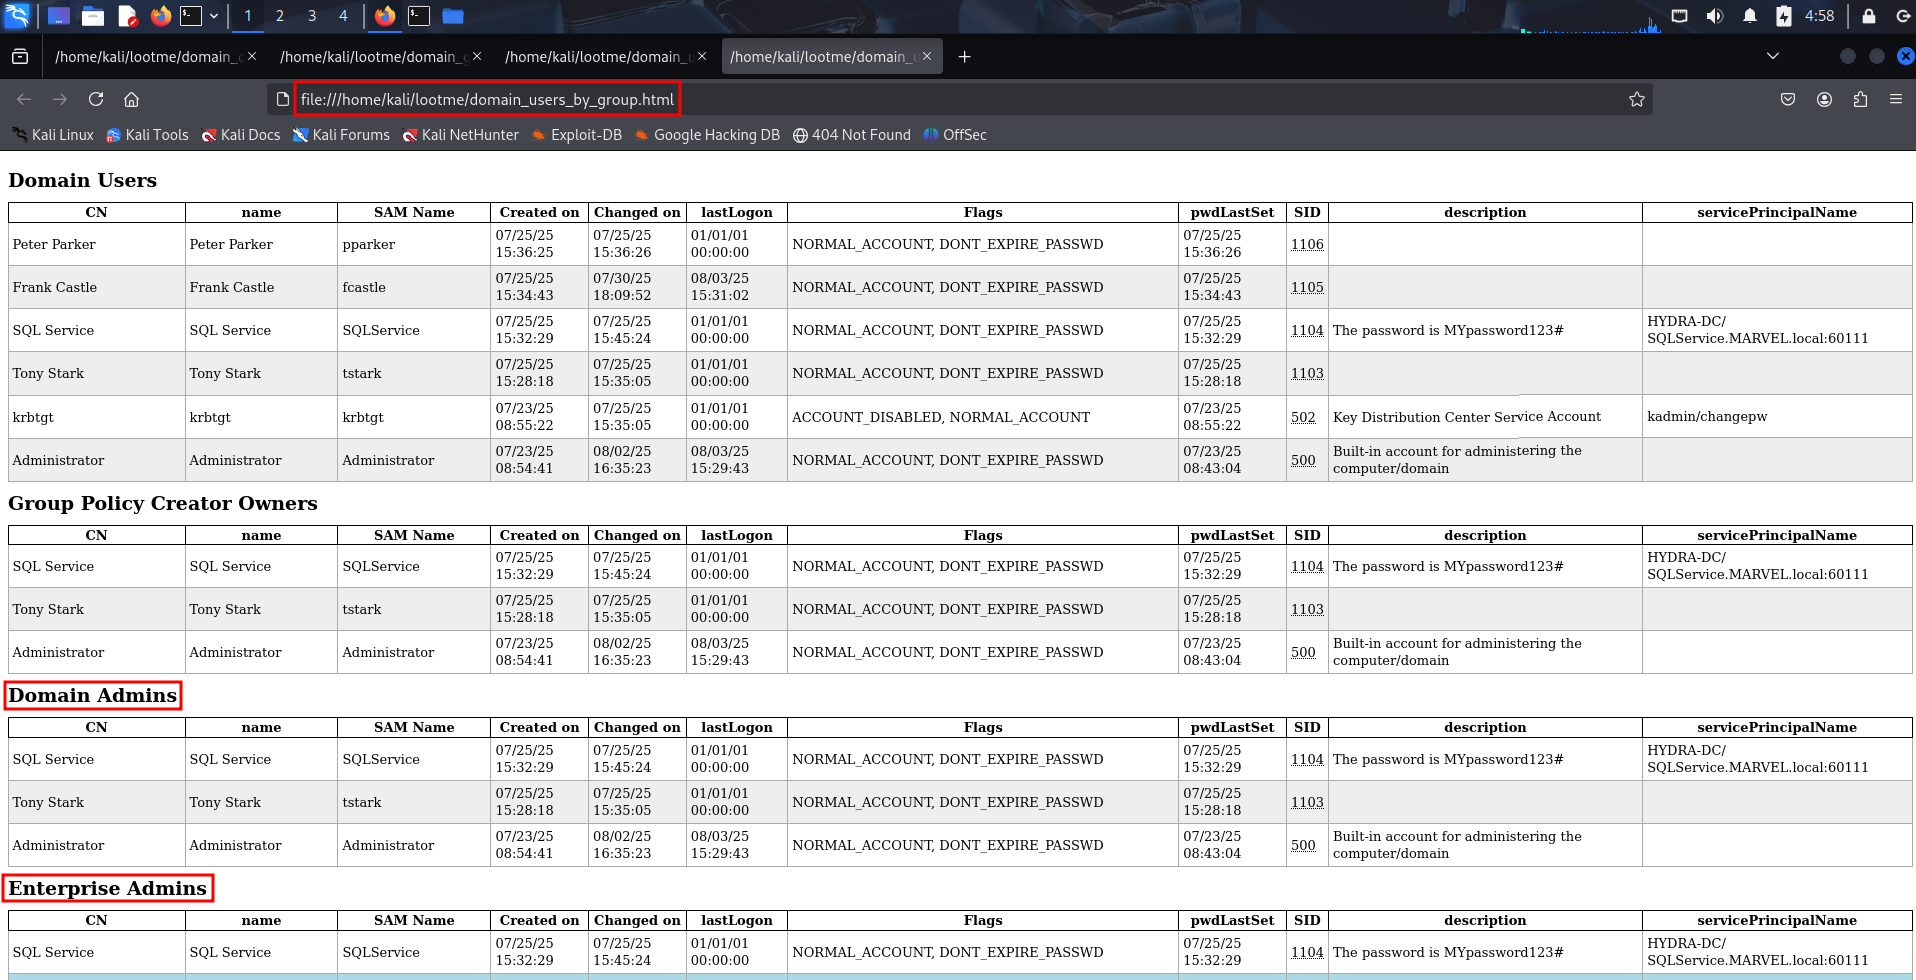 1 2 3 4 4:58
/home/kali/lootme/domain_ /home/kali/lootme/domain_ /home/kali/lootme/domain_ /home/kali/lootme/domain_
file:///home/kali/lootme/domain_users_by_group.html
Kali Linux Kali Tools Kali Docs Kali Forums Kali NetHunter Exploit-DB Google Hacking DB 404 Not Found OffSec
Domain Users
CN name SAM Name Created on Changed on lastLogon Flags pwdLastSet SID description servicePrincipalName
Peter Parker Peter Parker pparker 07/25/25 15:36:25 07/25/25 15:36:26 01/01/01 00:00:00 NORMAL_ACCOUNT, DONT_EXPIRE_PASSWD 07/25/25 15:36:26 1106
Frank Castle Frank Castle fcastle 07/25/25 15:34:43 07/30/25 18:09:52 08/03/25 15:31:02 NORMAL_ACCOUNT, DONT_EXPIRE_PASSWD 07/25/25 15:34:43 1105
SQL Service SQL Service SQLService 07/25/25 15:32:29 07/25/25 15:45:24 01/01/01 00:00:00 NORMAL_ACCOUNT, DONT_EXPIRE_PASSWD 07/25/25 15:32:29 1104 The password is MYpassword123# HYDRA-DC/ SQLService.MARVEL.local:60111
Tony Stark Tony Stark tstark 07/25/25 15:28:18 07/25/25 15:35:05 01/01/01 00:00:00 NORMAL_ACCOUNT, DONT_EXPIRE_PASSWD 07/25/25 15:28:18 1103
krbtgt krbtgt krbtgt 07/23/25 08:55:22 07/25/25 15:35:05 01/01/01 00:00:00 ACCOUNT_DISABLED, NORMAL_ACCOUNT 07/23/25 08:55:22 502 Key Distribution Center Service Account kadmin/changepw
Administrator Administrator Administrator 07/23/25 08:54:41 08/02/25 16:35:23 08/03/25 15:29:43 NORMAL_ACCOUNT, DONT_EXPIRE_PASSWD 07/23/25 08:43:04 500 Built-in account for administering the computer/domain
Group Policy Creator Owners
CN name SAM Name Created on Changed on lastLogon Flags pwdLastSet SID description servicePrincipalName
SQL Service SQL Service SQLService 07/25/25 15:32:29 07/25/25 15:45:24 01/01/01 00:00:00 NORMAL_ACCOUNT, DONT_EXPIRE_PASSWD 07/25/25 15:32:29 1104 The password is MYpassword123# HYDRA-DC/ SQLService.MARVEL.local:60111
Tony Stark Tony Stark tstark 07/25/25 15:28:18 07/25/25 15:35:05 01/01/01 00:00:00 NORMAL_ACCOUNT, DONT_EXPIRE_PASSWD 07/25/25 15:28:18 1103
Administrator Administrator Administrator 07/23/25 08:54:41 08/02/25 16:35:23 08/03/25 15:29:43 NORMAL_ACCOUNT, DONT_EXPIRE_PASSWD 07/23/25 08:43:04 500 Built-in account for administering the computer/domain
Domain Admins
CN name SAM Name Created on Changed on lastLogon Flags pwdLastSet SID description servicePrincipalName
SQL Service SQL Service SQLService 07/25/25 15:32:29 07/25/25 15:45:24 01/01/01 00:00:00 NORMAL_ACCOUNT, DONT_EXPIRE_PASSWD 07/25/25 15:32:29 1104 The password is MYpassword123# HYDRA-DC/ SQLService.MARVEL.local:60111
Tony Stark Tony Stark tstark 07/25/25 15:28:18 07/25/25 15:35:05 01/01/01 00:00:00 NORMAL_ACCOUNT, DONT_EXPIRE_PASSWD 07/25/25 15:28:18 1103
Administrator Administrator Administrator 07/23/25 08:54:41 08/02/25 16:35:23 08/03/25 15:29:43 NORMAL_ACCOUNT, DONT_EXPIRE_PASSWD 07/23/25 08:43:04 500 Built-in account for administering the computer/domain
Enterprise Admins
CN name SAM Name Created on Changed on lastLogon Flags pwdLastSet SID description servicePrincipalName
SQL Service SQL Service SQLService 07/25/25 15:32:29 07/25/25 15:45:24 01/01/01 00:00:00 NORMAL_ACCOUNT, DONT_EXPIRE_PASSWD 07/25/25 15:32:29 1104 The password is MYpassword123# HYDRA-DC/ SQLService.MARVEL.local:60111